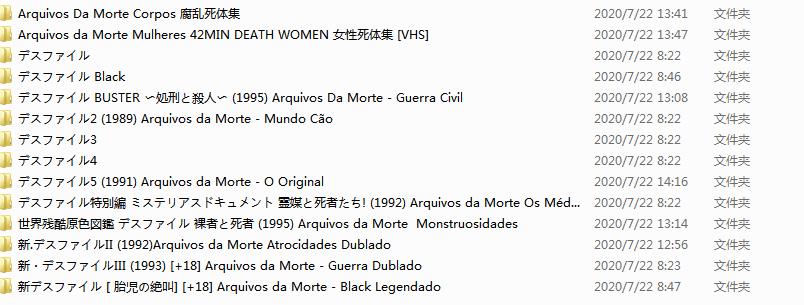 Arquivos Da Morte Corpos 腐乱死体集 2020/7/22 13:41 文件夹
Arquivos da Morte Mulheres 42MIN DEATH WOMEN 女性死体集 [VHS] 2020/7/22 13:47 文件夹
デスファイル 2020/7/22 8:22 文件夹
デスファイル Black 2020/7/22 8:46 文件夹
デスファイル BUSTER ∽処刑と殺人∽ (1995) Arquivos Da Morte - Guerra Civil 2020/7/22 13:08 文件夹
デスファイル2 (1989) Arquivos da Morte - Mundo Cão 2020/7/22 8:22 文件夹
デスファイル3 2020/7/22 8:22 文件夹
デスファイル4 2020/7/22 8:22 文件夹
デスファイル5 (1991) Arquivos da Morte - O Original 2020/7/22 14:16 文件夹
デスファイル特別編 ミステリアスドキュメント 霊媒と死者たち! (1992) Arquivos da Morte Os Méd... 2020/7/22 8:22 文件夹
世界残酷原色図鑑 デスファイル 裸者と死者 (1995) Arquivos da Morte  Monstruosidades 2020/7/22 13:14 文件夹
新.デスファイルII (1992)Arquivos da Morte Atrocidades Dublado 2020/7/22 12:56 文件夹
新・デスファイルIII (1993) [+18] Arquivos da Morte - Guerra Dublado 2020/7/22 8:23 文件夹
新デスファイル [ 胎児の絶叫] [+18] Arquivos da Morte - Black Legendado 2020/7/22 8:47 文件夹